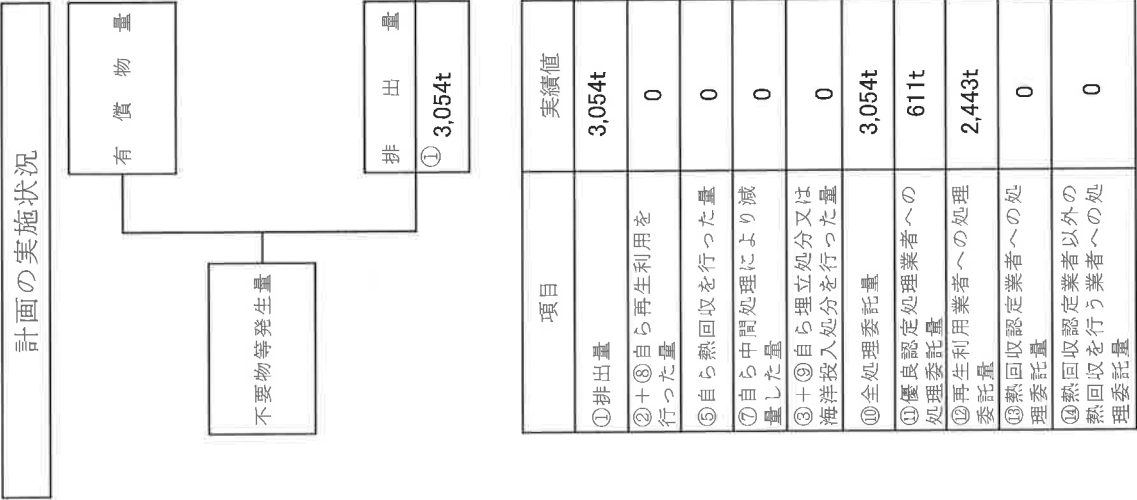 計画の実施状況
不要物等発生量
有償物量
排出量
① 3,054t
項目
実績値
①排出量
3,054t
②+⑧自ら再生利用を
行った量
0
⑤自ら熱回収を行った量
0
⑦自ら中間処理により減
量した量
0
③+⑨自ら埋立処分又は
海洋投入処分を行った量
0
⑩全処理委託量
3,054t
⑪優良認定処理業者への
処理委託量
611t
⑫再生利用業者への処理
委託量
2,443t
⑬熱回収認定業者への処
理委託量
0
⑭熱回収認定業者以外の
熱回収を行う業者への処
理委託量
0